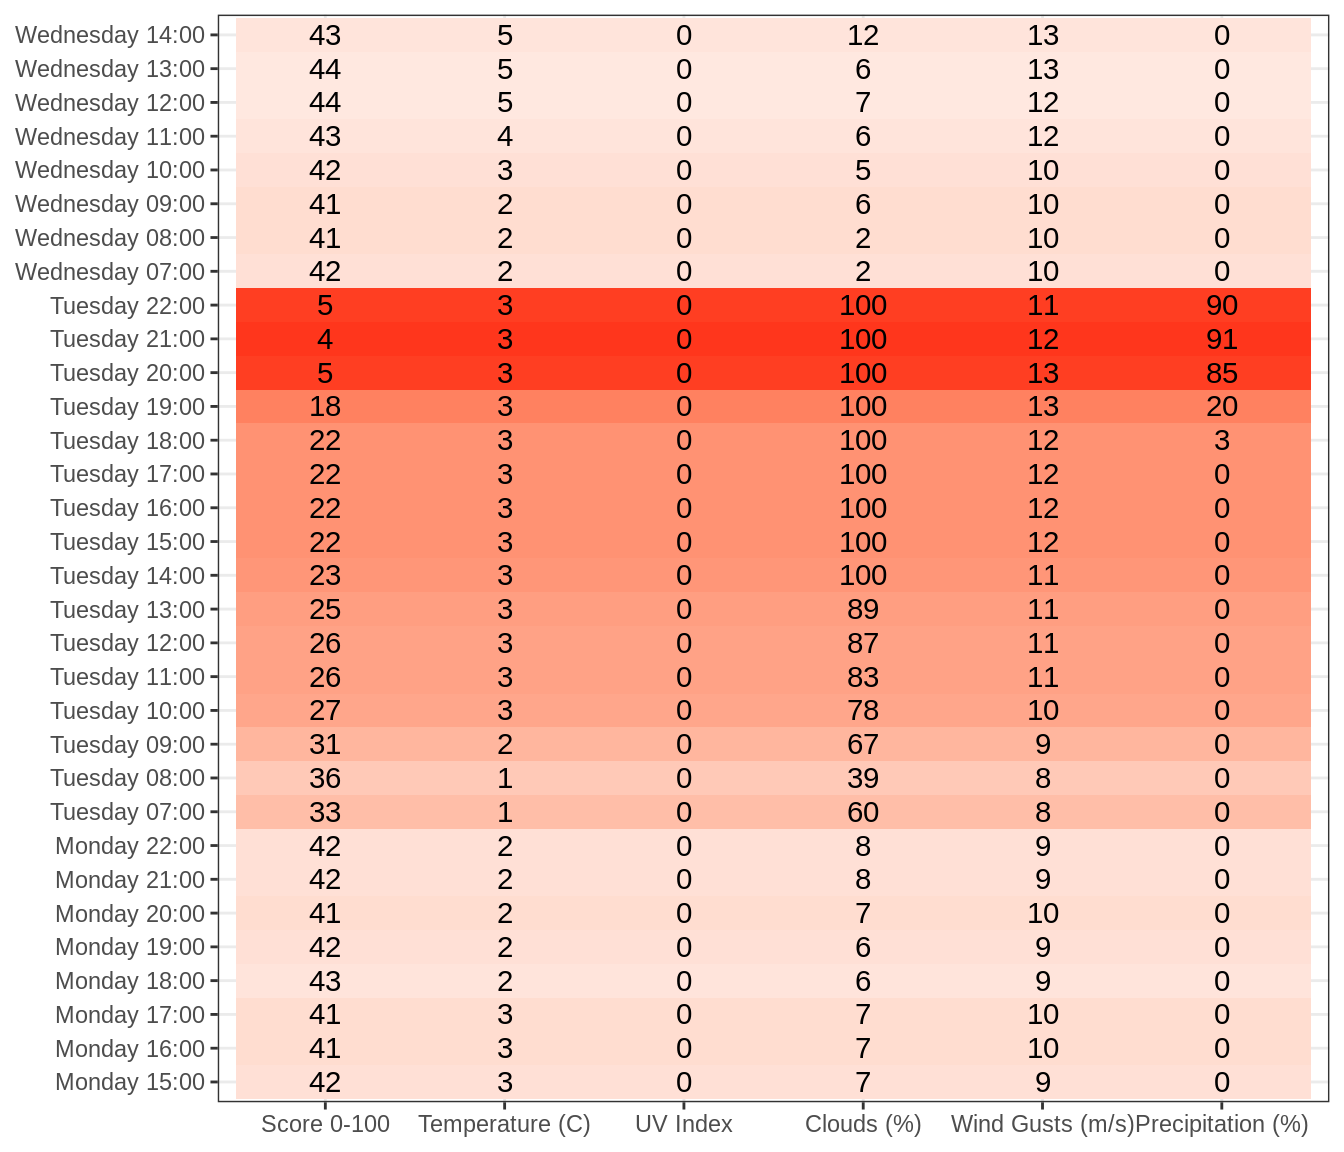 Wednesday 14:00 43 5 0 12 13 0
Wednesday 13:00 44 5 0 6 13 0
Wednesday 12:00 44 5 0 7 12 0
Wednesday 11:00 43 4 0 6 12 0
Wednesday 10:00 42 3 0 5 10 0
Wednesday 09:00 41 2 0 6 10 0
Wednesday 08:00 41 2 0 2 10 0
Wednesday 07:00 42 2 0 2 10 0
Tuesday 22:00 5 3 0 100 11 90
Tuesday 21:00 4 3 0 100 12 91
Tuesday 20:00 5 3 0 100 13 85
Tuesday 19:00 18 3 0 100 13 20
Tuesday 18:00 22 3 0 100 12 3
Tuesday 17:00 22 3 0 100 12 0
Tuesday 16:00 22 3 0 100 12 0
Tuesday 15:00 22 3 0 100 12 0
Tuesday 14:00 23 3 0 100 11 0
Tuesday 13:00 25 3 0 89 11 0
Tuesday 12:00 26 3 0 87 11 0
Tuesday 11:00 26 3 0 83 11 0
Tuesday 10:00 27 3 0 78 10 0
Tuesday 09:00 31 2 0 67 9 0
Tuesday 08:00 36 1 0 39 8 0
Tuesday 07:00 33 1 0 60 8 0
Monday 22:00 42 2 0 8 9 0
Monday 21:00 42 2 0 8 9 0
Monday 20:00 41 2 0 7 10 0
Monday 19:00 42 2 0 6 9 0
Monday 18:00 43 2 0 6 9 0
Monday 17:00 41 3 0 7 10 0
Monday 16:00 41 3 0 7 10 0
Monday 15:00 42 3 0 7 9 0
Score 0-100 Temperature (C) UV Index Clouds (%) Wind Gusts (m/s) Precipitation (%)